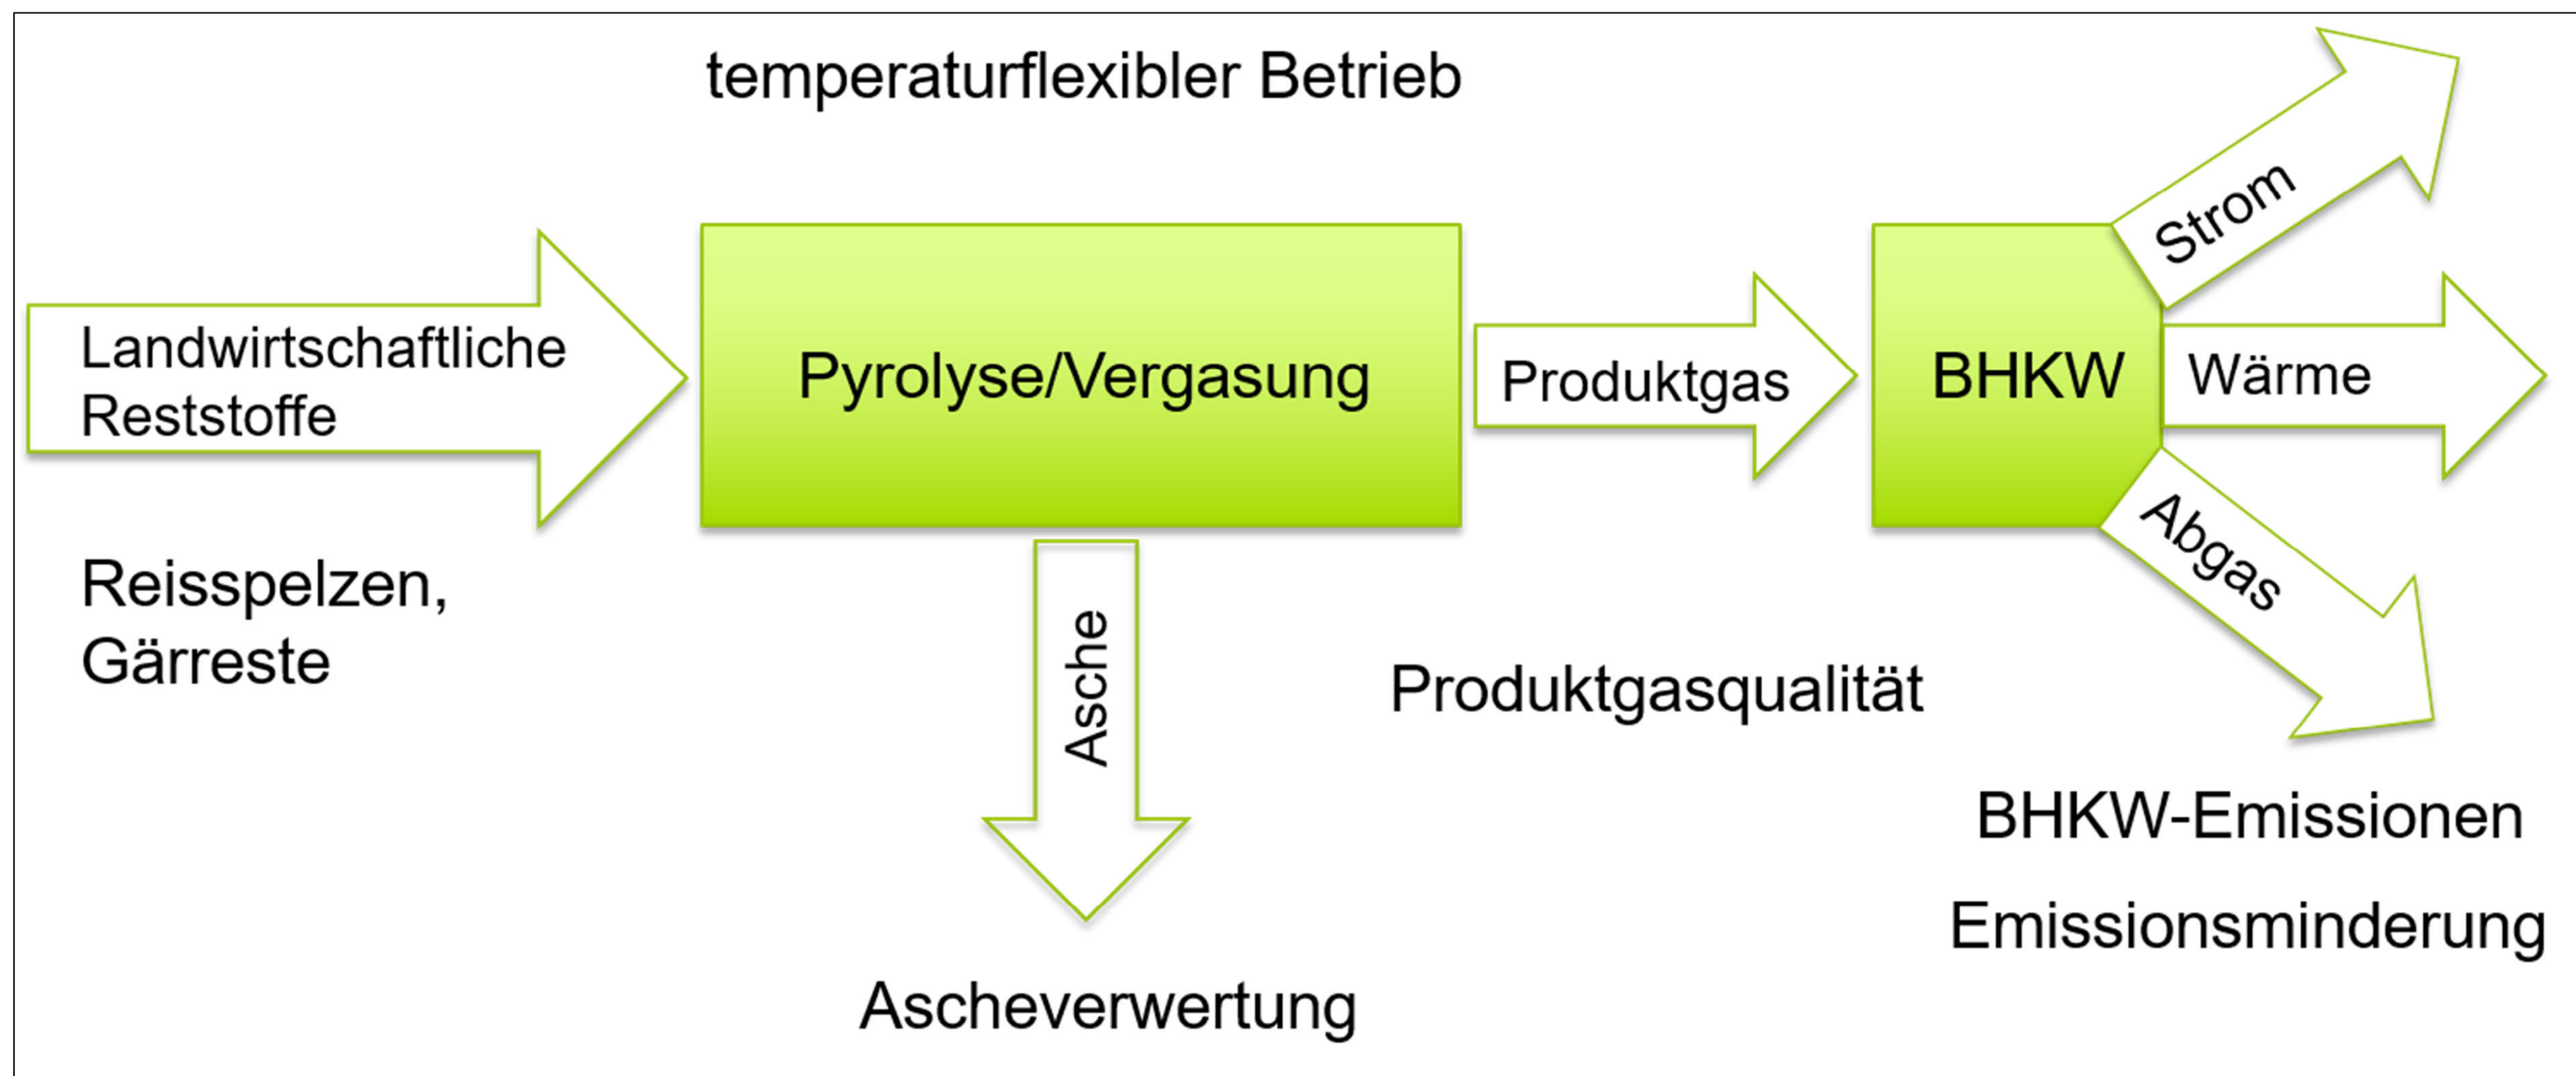 temperaturflexibler Betrieb
Landwirtschaftliche
Reststoffe
Reisspelzen,
Gärreste
Pyrolyse/Vergasung
Asche
Ascheverwertung
Produktgas
Produktgasqualität
BHKW
Strom
Wärme
Abgas
BHKW-Emissionen
Emissionsminderung